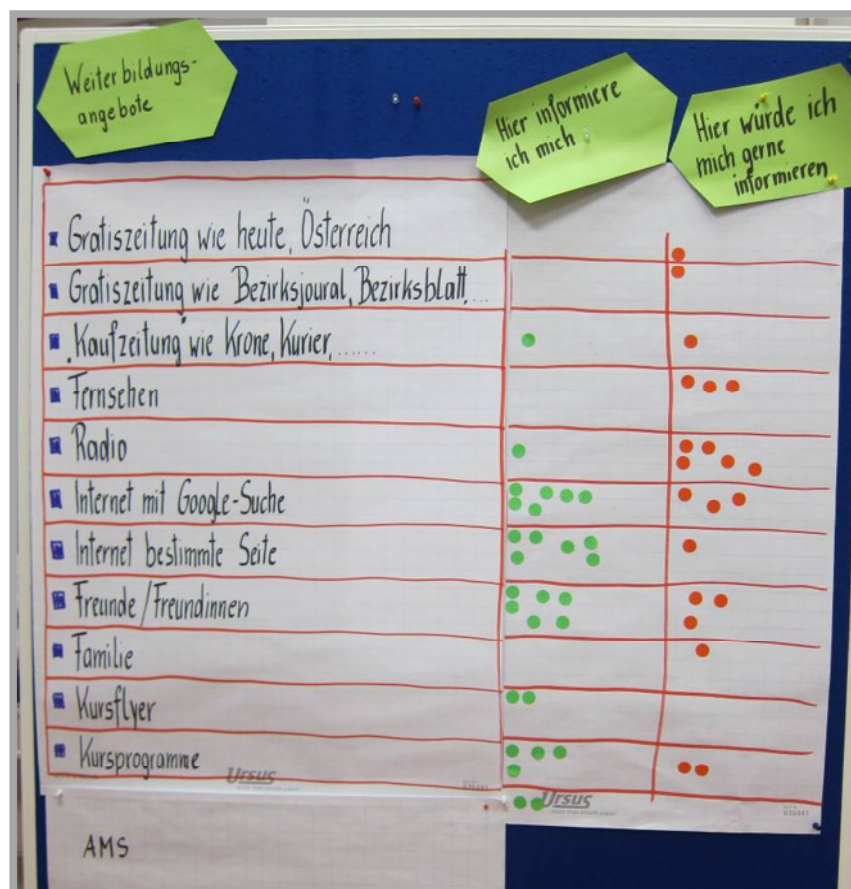 Weiterbildungs-
angebote
Hier informiere
ich mich
Hier würde ich
mich gerne
informieren
Gratiszeitung wie heute, Österreich
Gratiszeitung wie Bezirksjoural, Bezirksblatt,...
Kaufzeitung wie Krone, Kurier, ......
Fernsehen
Radio
Internet mit Google-Suche
Internet bestimmte Seite
Freunde/Freundinnen
Familie
Kursflyer
Kursprogramme
Ursus
Ursus
AMS